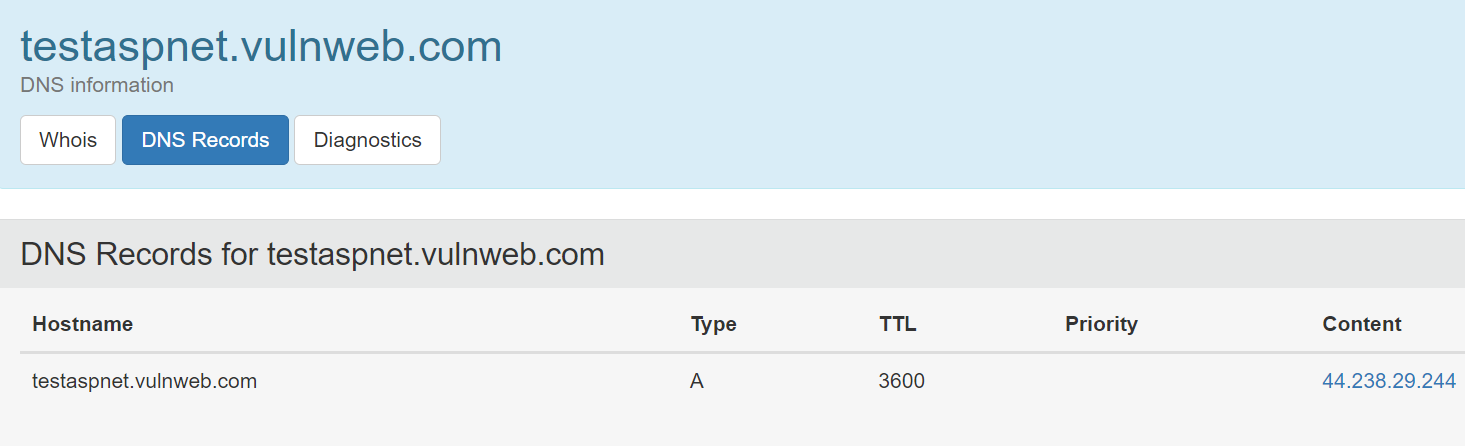 testaspnet.vulnweb.com
DNS information
Whois DNS Records Diagnostics
DNS Records for testaspnet.vulnweb.com
Hostname Type TTL Priority Content
testaspnet.vulnweb.com A 3600 44.238.29.244